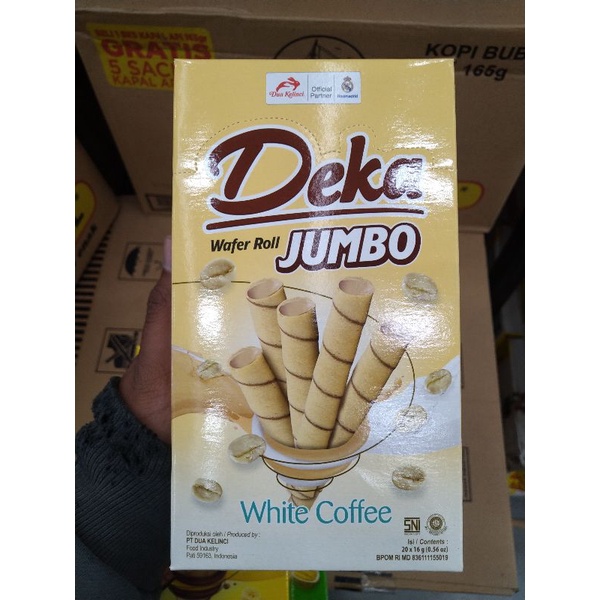 GRATIS
5 SAC
KAPAL A
KOPI BUB
165g
Dua Kelinci
Official
Partner
Deka
Wafer Roll JUMBO
White Coffee
Diproduksi oleh / Produced by :
PT DUA KELINCI
Food Industry
Pati 59163, Indonesia
SNI
Isi / Contents :
20 x 16 g (0.56 oz)
BPOM RI MD 836111155019